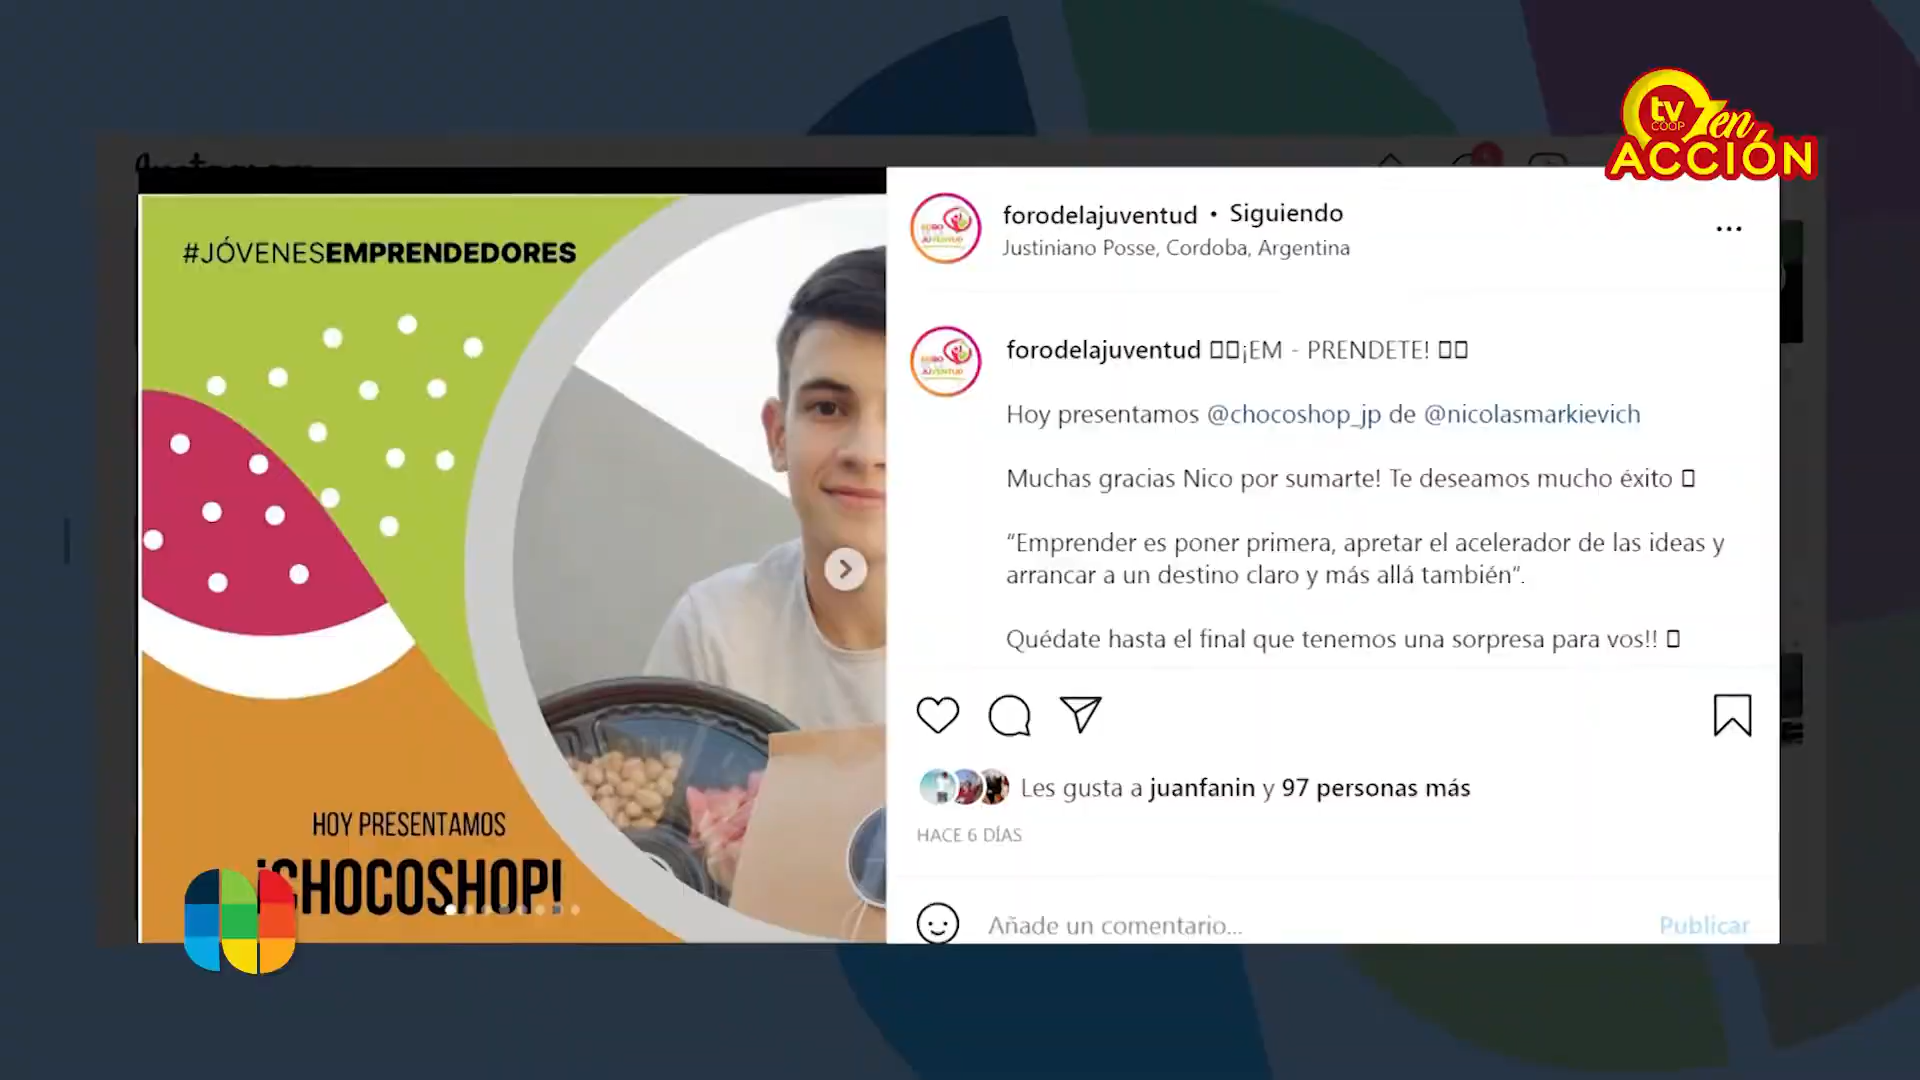 tv
COOP
en
ACCIÓN
Instagram
#JÓVENESEMPRENDEDORES
HOY PRESENTAMOS
¡CHOCOSHOP!
forodelajuventud • Siguiendo
Justiniano Posse, Cordoba, Argentina
forodelajuventud ¡EM - PRENDETE!
Hoy presentamos @chocoshop_jp de @nicolasmarkievich
Muchas gracias Nico por sumarte! Te deseamos mucho éxito
“Emprender es poner primera, apretar el acelerador de las ideas y
arrancar a un destino claro y más allá también“.
Quédate hasta el final que tenemos una sorpresa para vos!!
Les gusta a juanfanin y 97 personas más
HACE 6 DÍAS
Añade un comentario...
Publicar